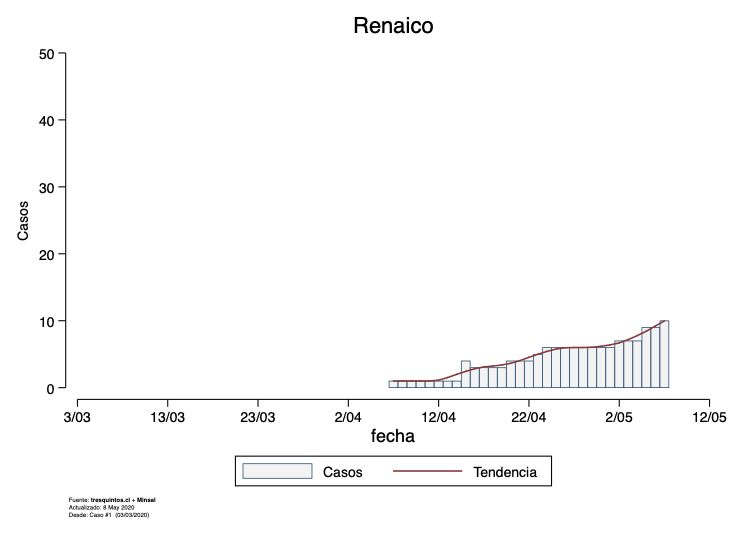 Renaico
Casos
50
40
30
20
10
0
3/03 13/03 23/03 2/04 12/04 22/04 2/05 12/05
fecha
Casos Tendencia
Fuente: tresquintos.cl + Minsal
Actualizado: 8 May 2020
Desde: Caso #1 (03/03/2020)